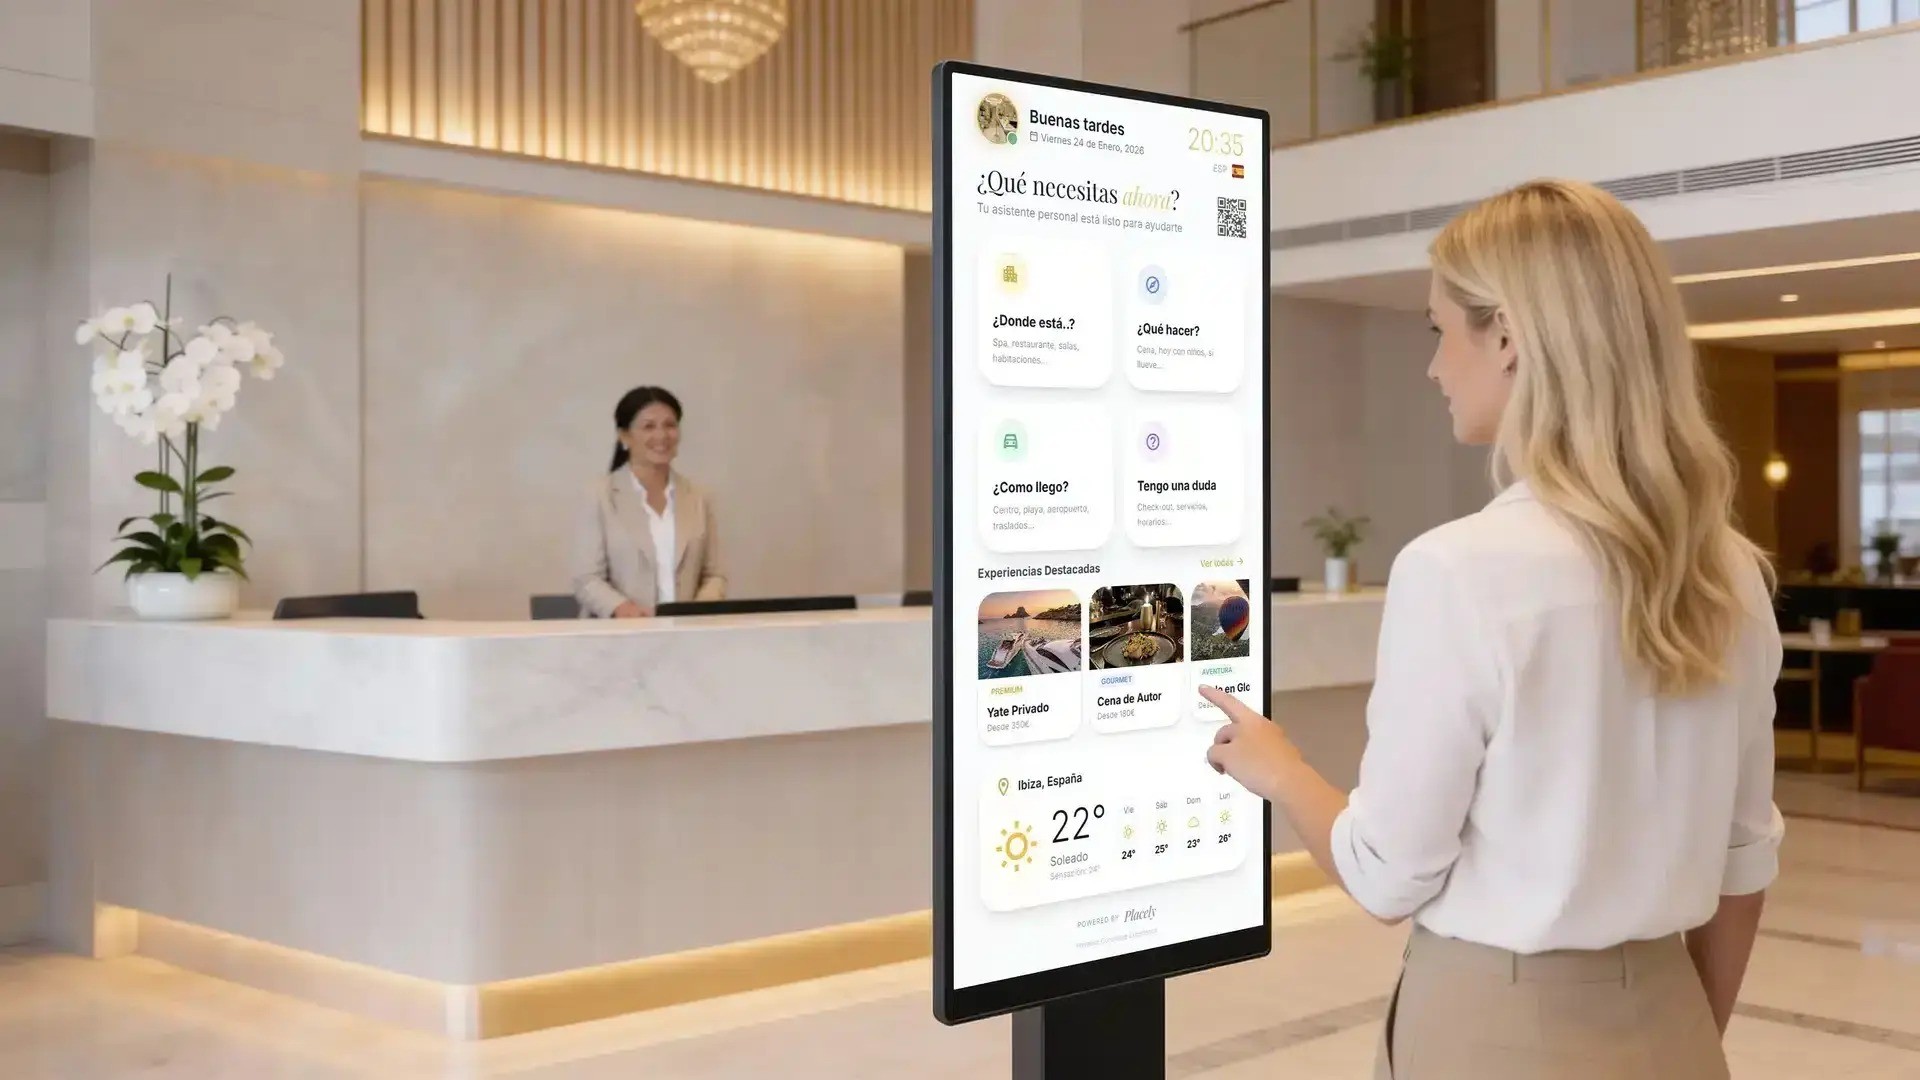 Buenas tardes
Viernes 24 de Enero, 2026
20:35
ESP
¿Qué necesitas ahora?
Tu asistente personal está listo para ayudarte
¿Donde está..?
Spa, restaurante, salas,
habitaciones...
¿Qué hacer?
Cena, hoy con niños, si
llueve...
¿Como llego?
Centro, playa, aeropuerto,
traslados...
Tengo una duda
Check-out, servicios,
horarios...
Experiencias Destacadas
Ver todas →
PREMIUM
Yate Privado
Desde 350€
GOURMET
Cena de Autor
Desde 180€
AVENTURA
en Glo
Ibiza, España
22°
Soleado
Sensación: 24°
Vie
Sáb
Dom
Lun
24°
25°
23°
26°
POWERED BY Placely